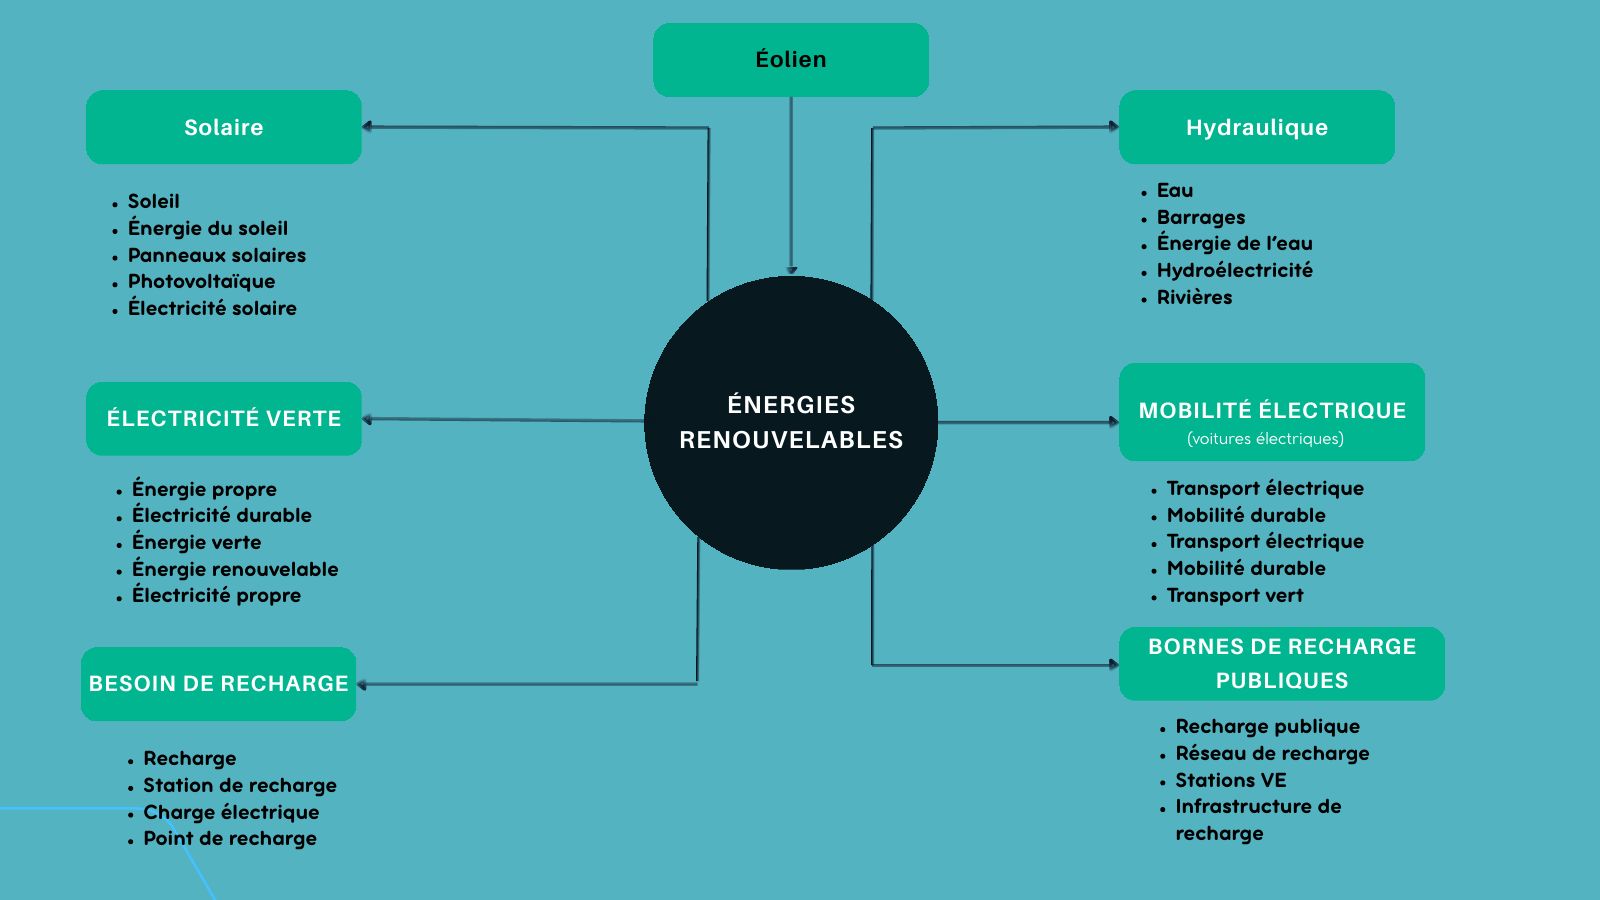 Éolien
Solaire
Soleil
Énergie du soleil
Panneaux solaires
Photovoltaïque
Électricité solaire
Hydraulique
Eau
Barrages
Énergie de l'eau
Hydroélectricité
Rivières
ÉNERGIES
RENOUVELABLES
ÉLECTRICITÉ VERTE
Énergie propre
Électricité durable
Énergie verte
Énergie renouvelable
Électricité propre
MOBILITÉ ÉLECTRIQUE
(voitures électriques)
Transport électrique
Mobilité durable
Transport électrique
Mobilité durable
Transport vert
BESOIN DE RECHARGE
Recharge
Station de recharge
Charge électrique
Point de recharge
BORNES DE RECHARGE
PUBLIQUES
Recharge publique
Réseau de recharge
Stations VE
Infrastructure de
recharge